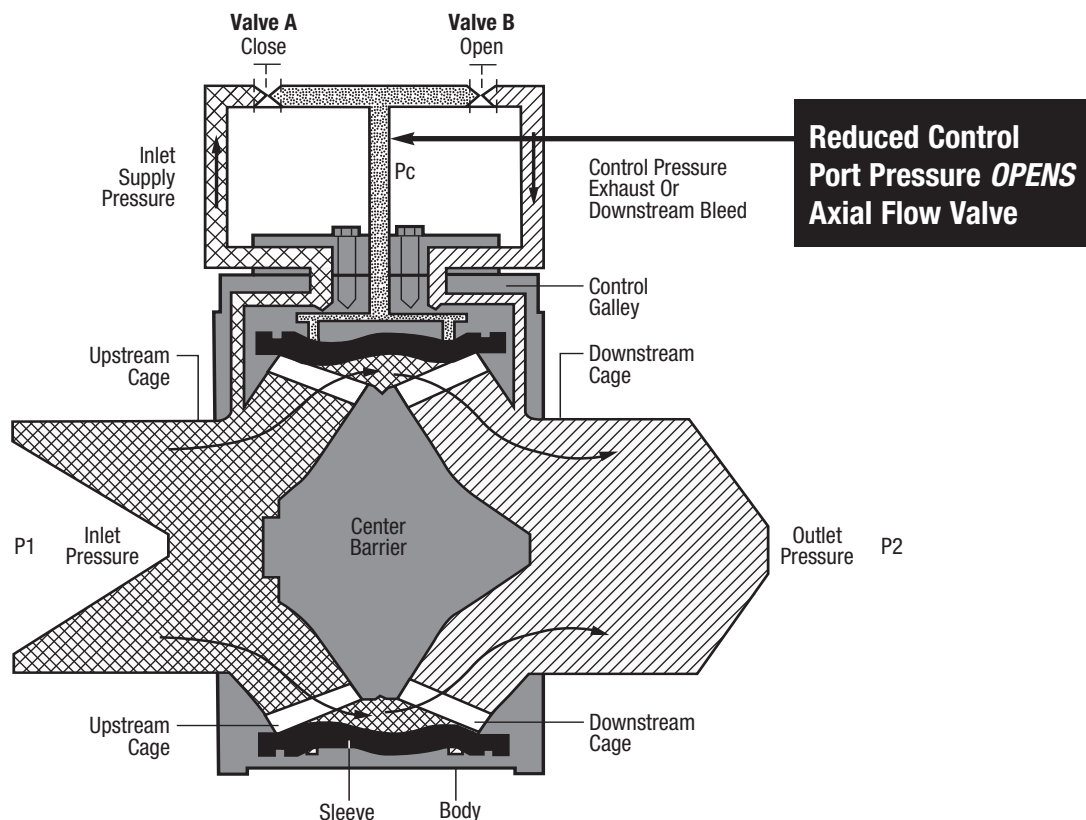 Valve A
Close
Valve B
Open
Inlet
Supply
Pressure
Pc
Control Pressure
Exhaust Or
Downstream Bleed
Reduced Control
Port Pressure OPENS
Axial Flow Valve
Control
Galley
Upstream
Cage
Downstream
Cage
P1
Inlet
Pressure
Center
Barrier
Outlet
Pressure
P2
Upstream
Cage
Downstream
Cage
Sleeve
Body